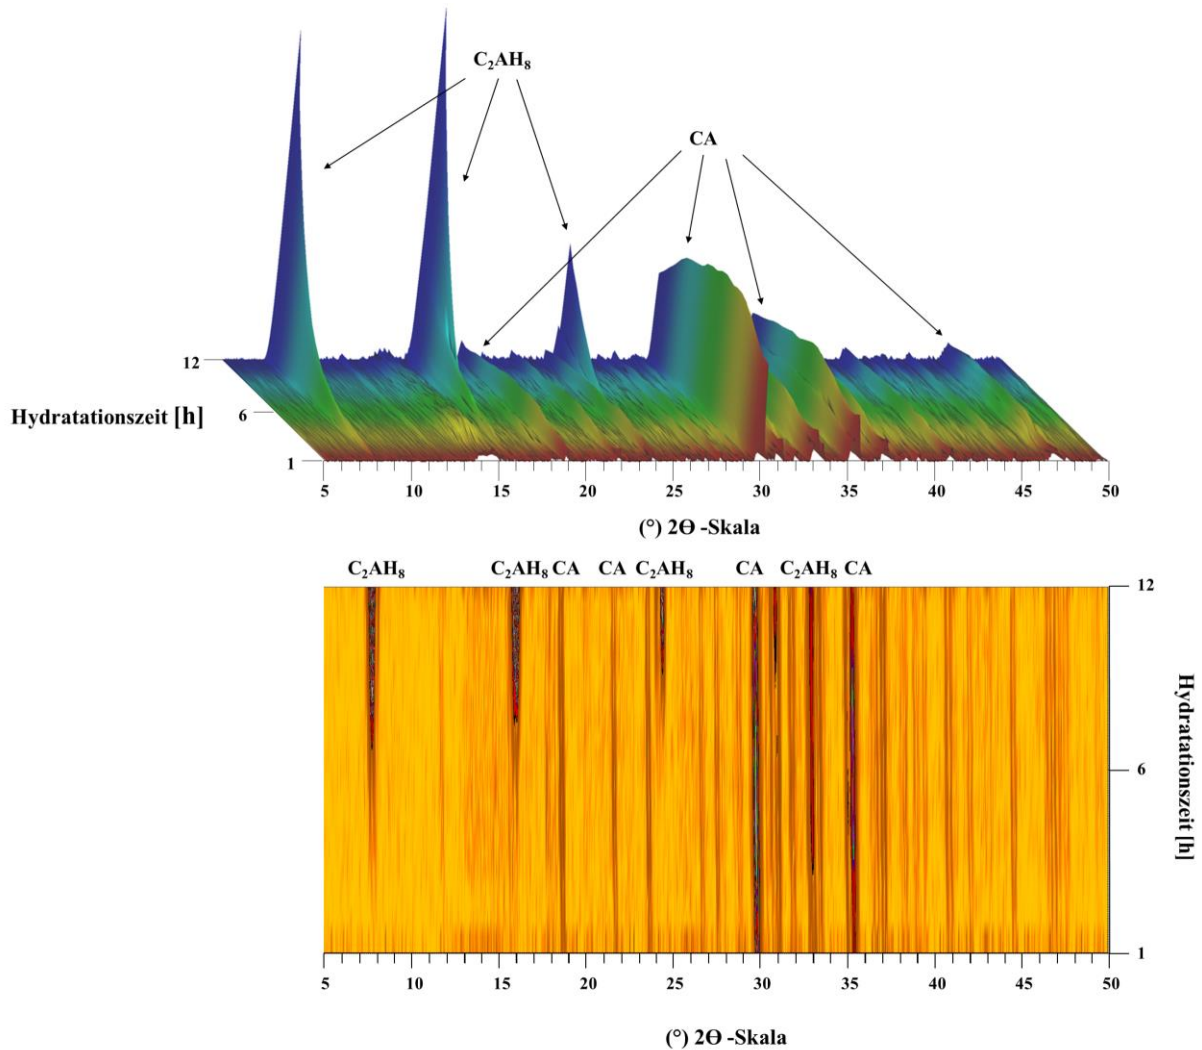 C₂AH₈
CA
12
Hydratationszeit [h]
6
1
5 10 15 20 25 30 35 40 45 50
(°) 2Ө -Skala
C₂AH₈ C₂AH₈ CA CA C₂AH₈ CA C₂AH₈ CA
12
6
Hydratationszeit [h]
1
5 10 15 20 25 30 35 40 45 50
(°) 2Ө -Skala